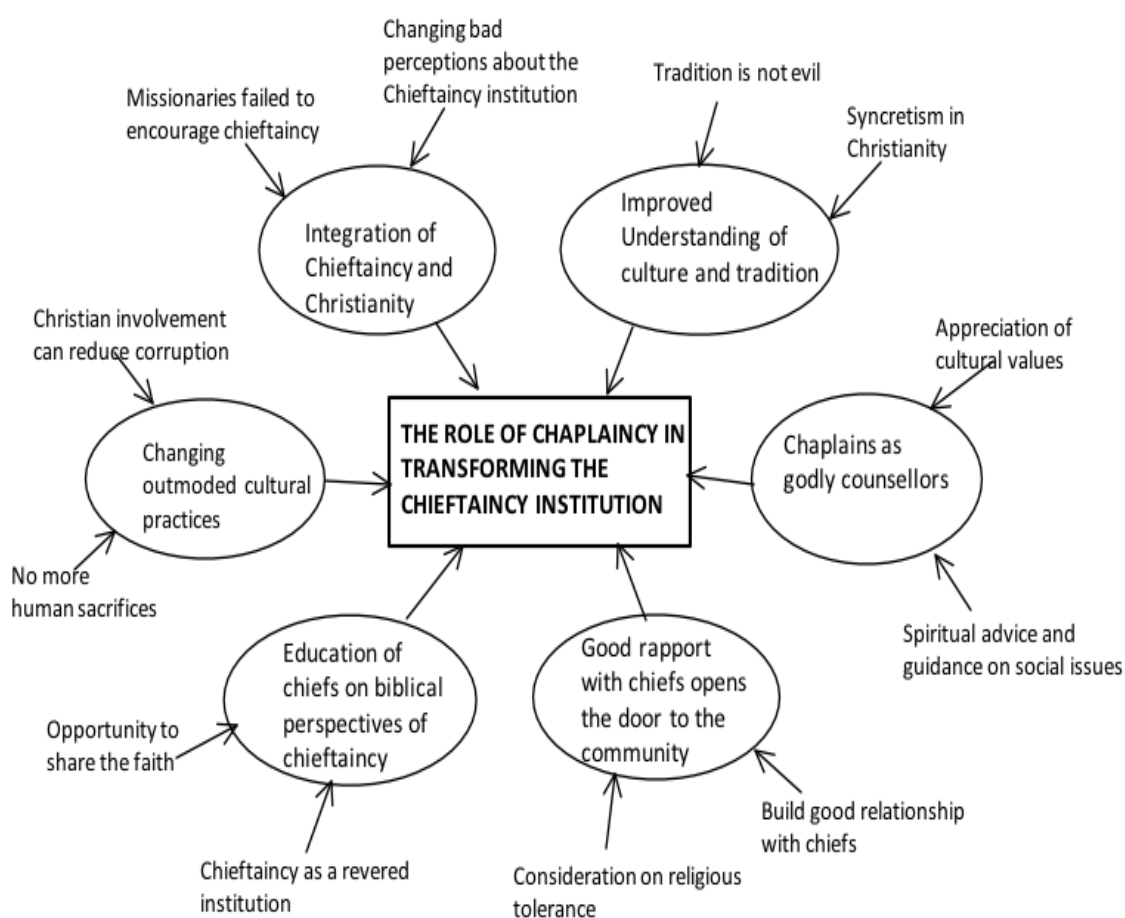 Changing bad
perceptions about the
Chieftaincy institution
Missionaries failed to
encourage chieftaincy
Integration of
Chieftaincy and
Christianity
Tradition is not evil
Syncretism in
Christianity
Improved
Understanding of
culture and tradition
Christian involvement
can reduce corruption
Changing
outmoded cultural
practices
No more
human sacrifices
THE ROLE OF CHAPLAINCY IN
TRANSFORMING THE
CHIEFTAINCY INSTITUTION
Appreciation of
cultural values
Chaplains as
godly counsellors
Spiritual advice and
guidance on social issues
Education of
chiefs on biblical
perspectives of
chieftaincy
Opportunity to
share the faith
Chieftaincy as a revered
institution
Good rapport
with chiefs opens
the door to the
community
Build good relationship
with chiefs
Consideration on religious
tolerance